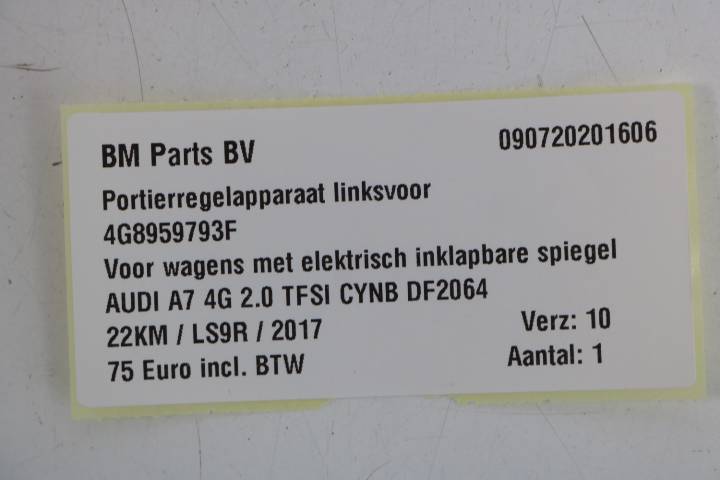 BM Parts BV 090720201606
Portierregelapparaat linksvoor
4G8959793F
Voor wagens met elektrisch inklapbare spiegel
AUDI A7 4G 2.0 TFSI CYNB DF2064
22KM / LS9R / 2017 Verz: 10
75 Euro incl. BTW Aantal: 1